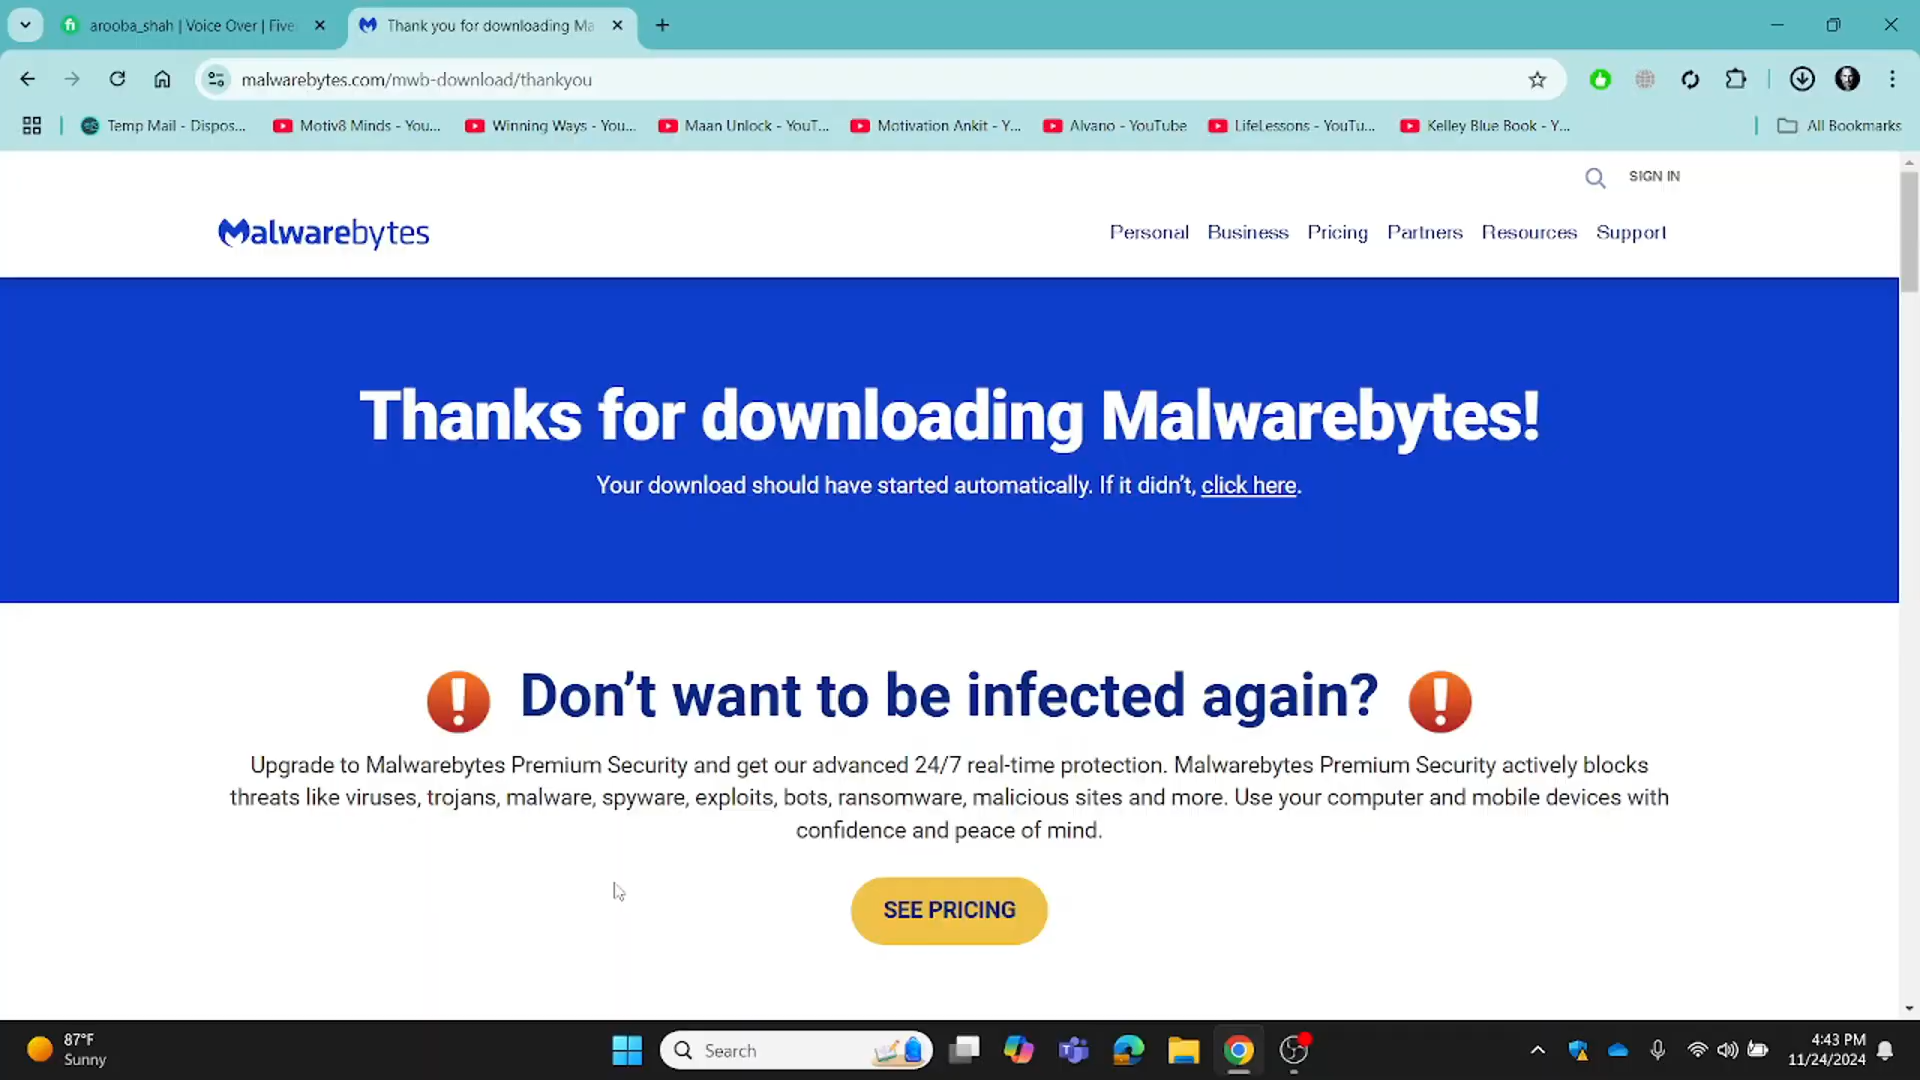 arooba_shah | Voice Over | Five
Thank you for downloading Ma
malwarebytes.com/mwb-download/thankyou
Temp Mail - Dispos...
Motiv8 Minds - You...
Winning Ways - You...
Maan Unlock - YouT...
Motivation Ankit - Y...
Alvano - YouTube
LifeLessons - YouTu...
Kelley Blue Book - Y...
All Bookmarks
SIGN IN
Malwarebytes
Personal
Business
Pricing
Partners
Resources
Support
Thanks for downloading Malwarebytes!
Your download should have started automatically. If it didn’t, click here.
Don’t want to be infected again?
Upgrade to Malwarebytes Premium Security and get our advanced 24/7 real-time protection. Malwarebytes Premium Security actively blocks
threats like viruses, trojans, malware, spyware, exploits, bots, ransomware, malicious sites and more. Use your computer and mobile devices with
confidence and peace of mind.
SEE PRICING
87°F
Sunny
Search
4:43 PM
11/24/2024